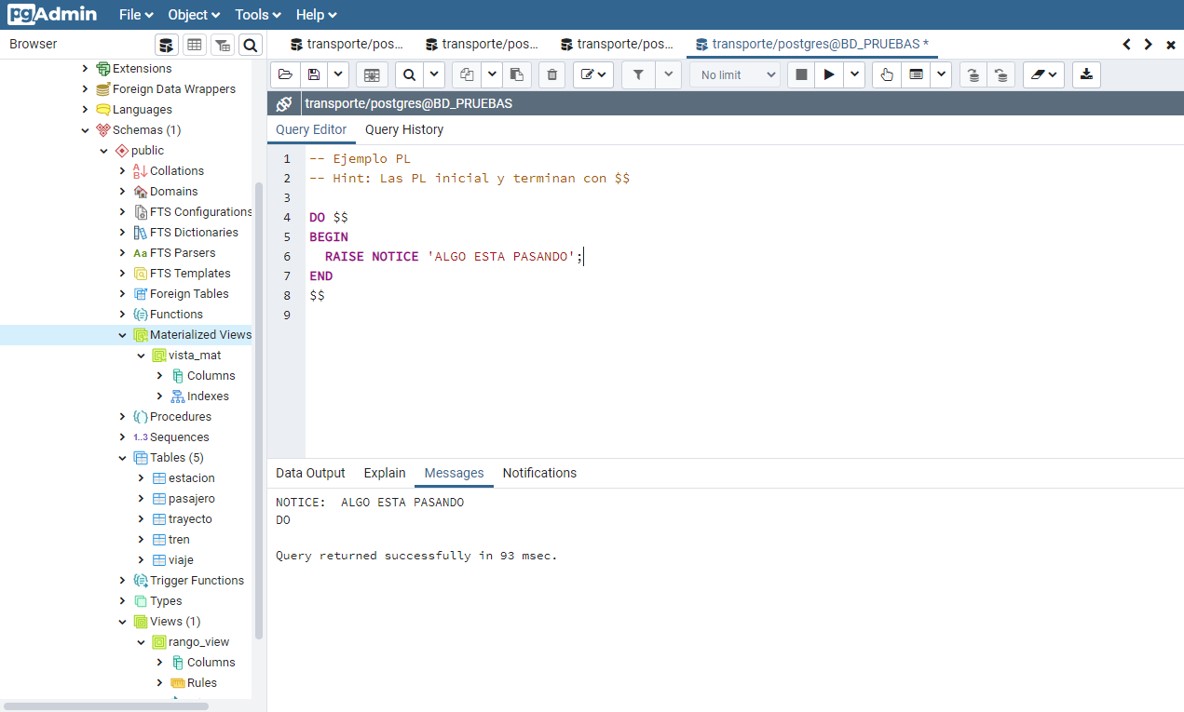 pgAdmin File Object Tools Help
Browser
transporte/pos... transporte/pos... transporte/pos... transporte/postgres@BD_PRUEBAS *
No limit
transporte/postgres@BD_PRUEBAS
Query Editor Query History
Extensions
Foreign Data Wrappers
Languages
Schemas (1)
public
Collations
Domains
FTS Configurations
FTS Dictionaries
Aa FTS Parsers
FTS Templates
Foreign Tables
Functions
Materialized Views
vista_mat
Columns
Indexes
Procedures
1..3 Sequences
Tables (5)
estacion
pasajero
trayecto
tren
viaje
Trigger Functions
Types
Views (1)
rango_view
Columns
Rules
1 -- Ejemplo PL
2 -- Hint: Las PL inicial y terminan con $$
3
4 DO $$
5 BEGIN
6 RAISE NOTICE 'ALGO ESTA PASANDO';
7 END
8 $$
9
Data Output Explain Messages Notifications
NOTICE:  ALGO ESTA PASANDO
DO
Query returned successfully in 93 msec.